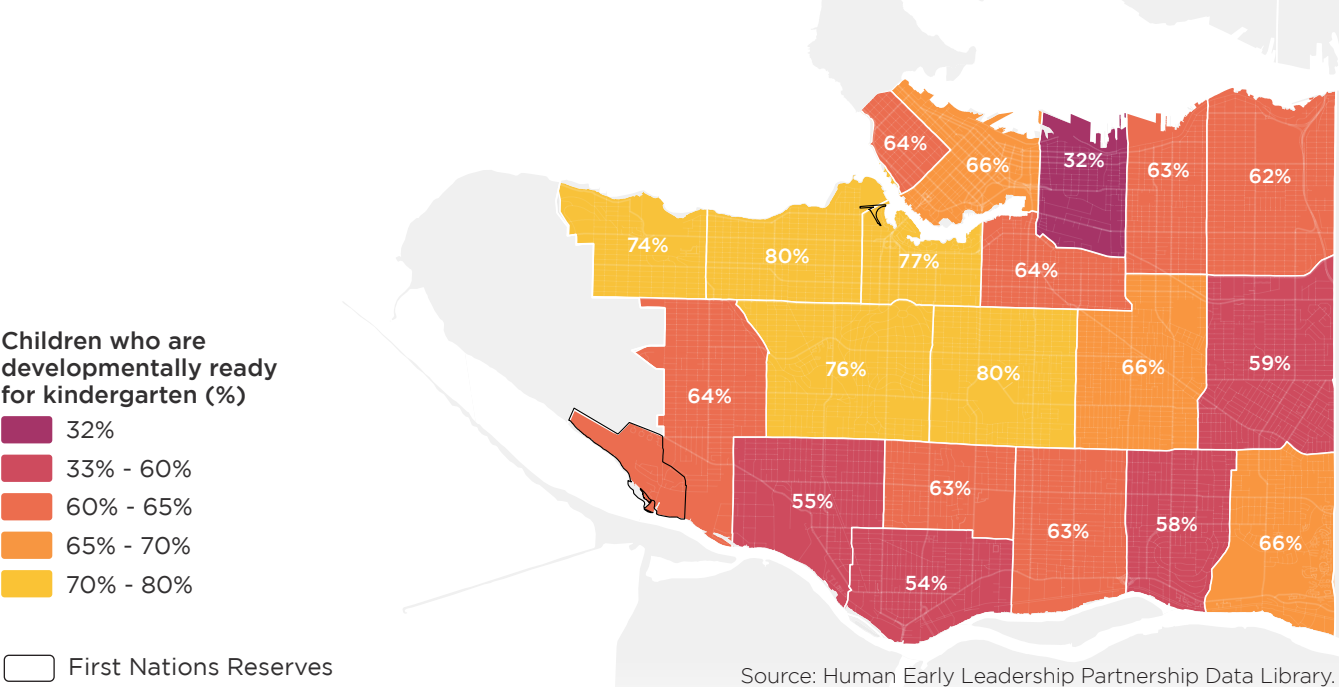 64%
66%
32%
63%
62%
74%
80%
77%
64%
64%
76%
80%
66%
59%
55%
63%
63%
58%
66%
54%
Children who are
developmentally ready
for kindergarten (%)
32%
33% - 60%
60% - 65%
65% - 70%
70% - 80%
First Nations Reserves
Source: Human Early Leadership Partnership Data Library.